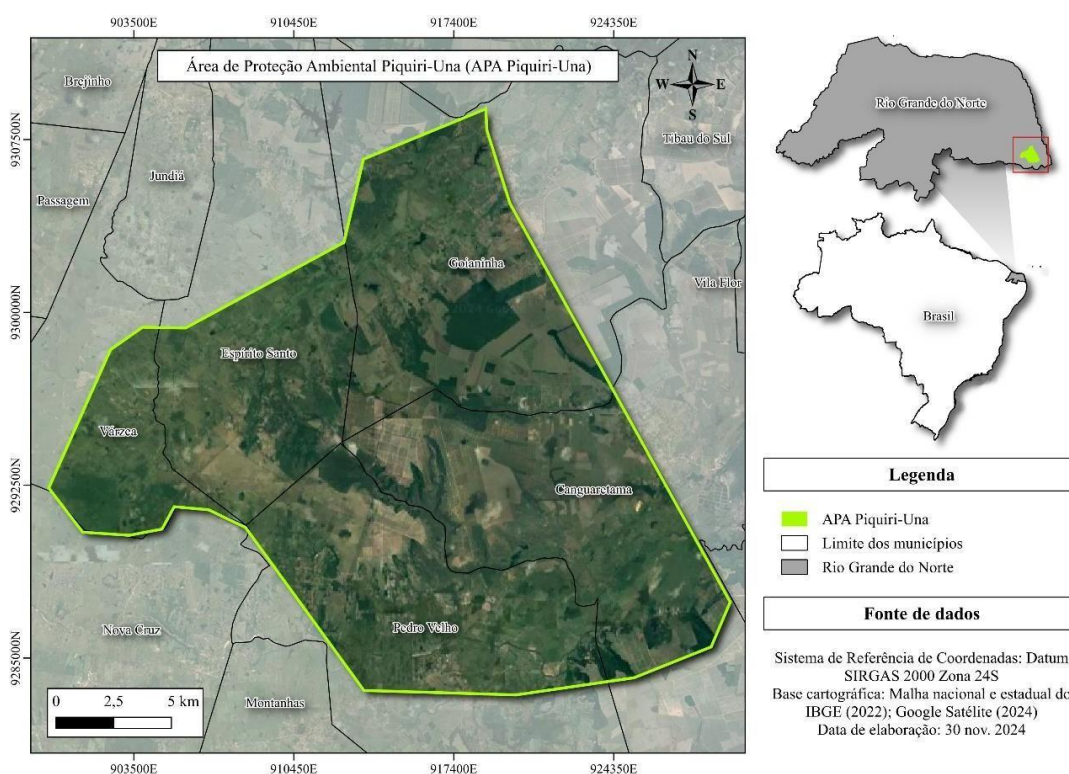 903500E 910450E 917400E 924350E
Área de Proteção Ambiental Piquiri-Una (APA Piquiri-Una)
N
W E
S
Brejinho
Tibau do Sul
Jundiá
Passagem
Goianinha
Vila Flor
Espírito Santo
Várzea
Canguaretama
Pedro Velho
Nova Cruz
Montanhas
9307500N
9300000N
9292500N
9285000N
0 2,5 5 km
903500E 910450E 917400E 924350E
Rio Grande do Norte
Brasil
Legenda
APA Piquiri-Una
Limite dos municípios
Rio Grande do Norte
Fonte de dados
Sistema de Referência de Coordenadas: Datum
SIRGAS 2000 Zona 24S
Base cartográfica: Malha nacional e estadual do
IBGE (2022); Google Satélite (2024)
Data de elaboração: 30 nov. 2024